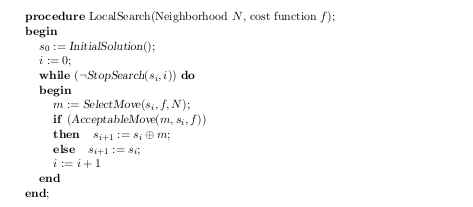 procedure LocalSearch(Neighborhood N, cost function f);
begin
s₀ := InitialSolution();
i := 0;
while (¬StopSearch(sᵢ, i)) do
begin
m := SelectMove(sᵢ, f, N);
if (AcceptableMove(m, sᵢ, f))
then sᵢ₊₁ := sᵢ ⊕ m;
else sᵢ₊₁ := sᵢ;
i := i + 1
end
end;